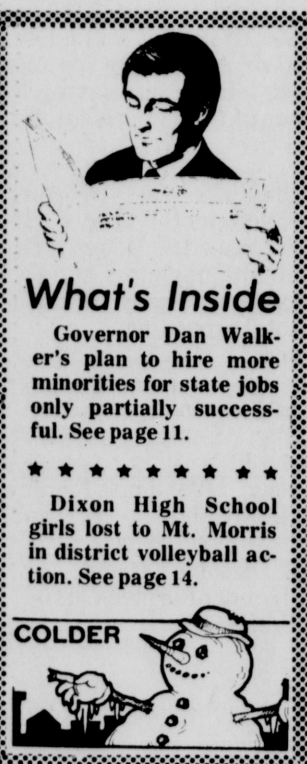 What's Inside
Governor Dan Walk-
er's plan to hire more
minorities for state jobs
only partially success-
ful. See page 11.
★ ★ ★ ★ ★ ★ ★ ★ ★
Dixon High School
girls lost to Mt. Morris
in district volleyball ac-
tion. See page 14.
COLDER